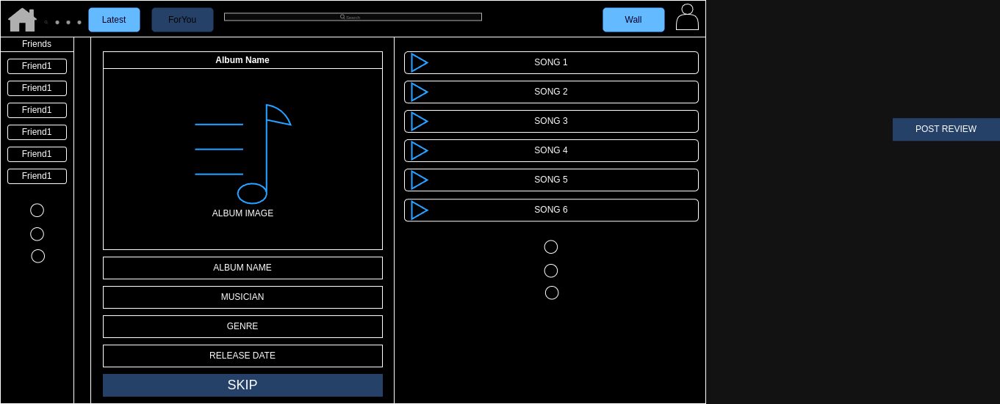 Latest
ForYou
Search
Wall
Friends
Friend1
Friend1
Friend1
Friend1
Friend1
Friend1
Album Name
ALBUM IMAGE
ALBUM NAME
MUSICIAN
GENRE
RELEASE DATE
SKIP
SONG 1
SONG 2
SONG 3
SONG 4
SONG 5
SONG 6
POST REVIEW